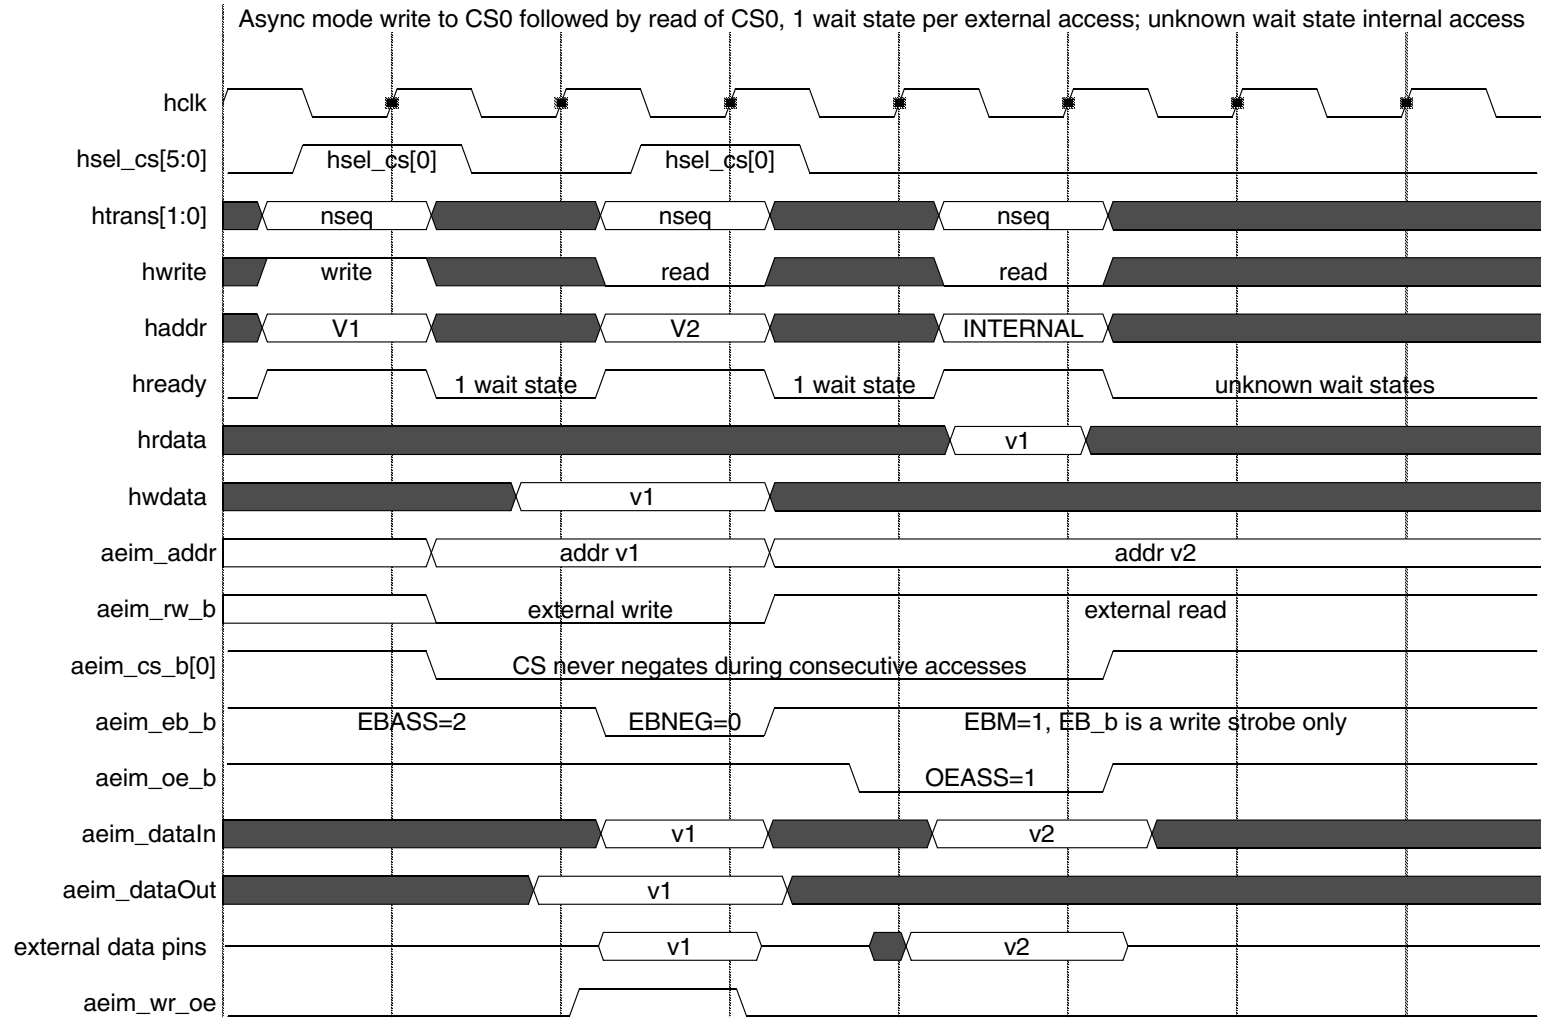 Async mode write to CS0 followed by read of CS0, 1 wait state per external access; unknown wait state internal access
hclk
hsel_cs[5:0] hsel_cs[0] hsel_cs[0]
htrans[1:0] nseq nseq nseq
hwrite write read read
haddr V1 V2 INTERNAL
hready 1 wait state 1 wait state unknown wait states
hrdata v1
hwdata v1
aeim_addr addr v1 addr v2
aeim_rw_b external write external read
aeim_cs_b[0] CS never negates during consecutive accesses
aeim_eb_b EBASS=2 EBNEG=0 EBM=1, EB_b is a write strobe only
aeim_oe_b OEASS=1
aeim_dataIn v1 v2
aeim_dataOut v1
external data pins v1 v2
aeim_wr_oe